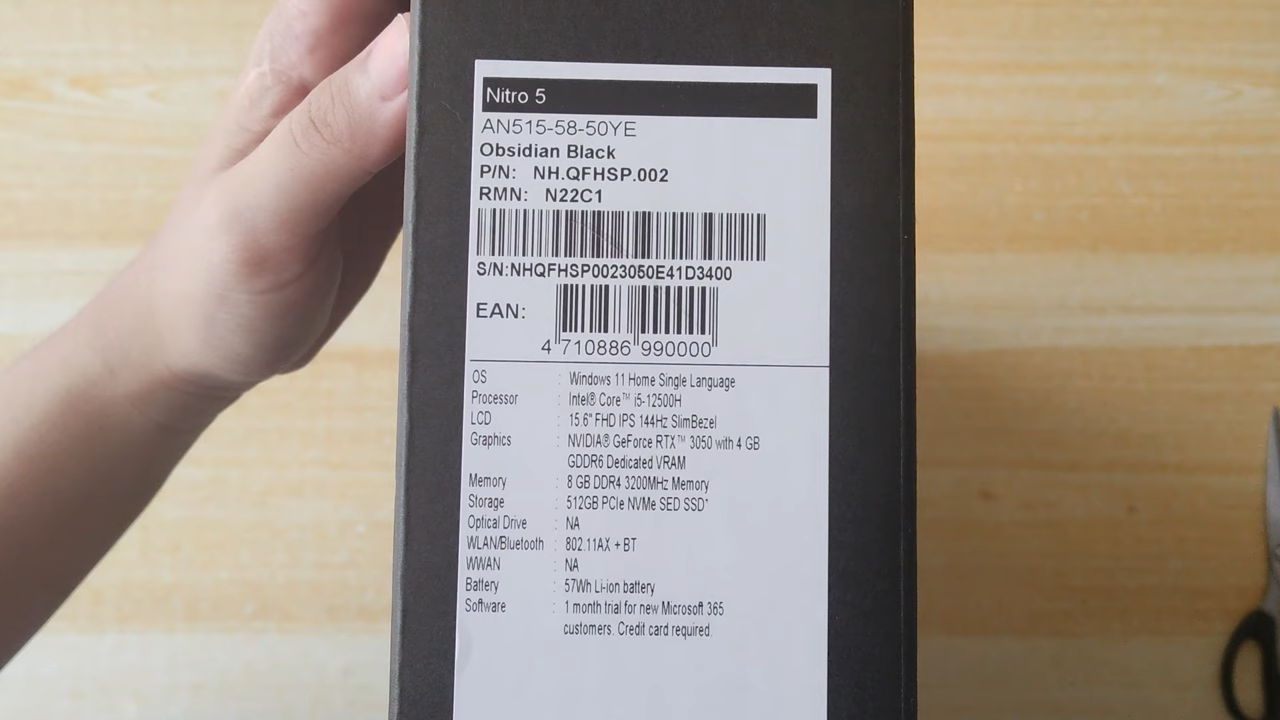 Nitro 5
AN515-58-50YE
Obsidian Black
P/N: NH.QFHSP.002
RMN: N22C1
S/N:NHQFHSP0023050E41D3400
EAN:
4 710886 990000
OS : Windows 11 Home Single Language
Processor : Intel® Core™ i5-12500H
LCD : 15.6" FHD IPS 144Hz SlimBezel
Graphics : NVIDIA® GeForce RTX™ 3050 with 4 GB
GDDR6 Dedicated VRAM
Memory : 8 GB DDR4 3200MHz Memory
Storage : 512GB PCIe NVMe SED SSD*
Optical Drive : NA
WLAN/Bluetooth : 802.11AX + BT
WWAN : NA
Battery : 57Wh Li-ion battery
Software : 1 month trial for new Microsoft 365
customers. Credit card required.